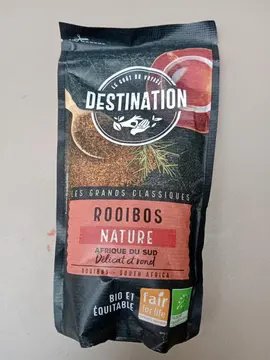 LE GOÛT DU VOYAGE
DESTINATION
LES GRANDS CLASSIQUES
ROOIBOS
NATURE
AFRIQUE DU SUD
Délicat et rond
ROOIBOS - SOUTH AFRICA
BIO ET
ÉQUITABLE
Fair
for life